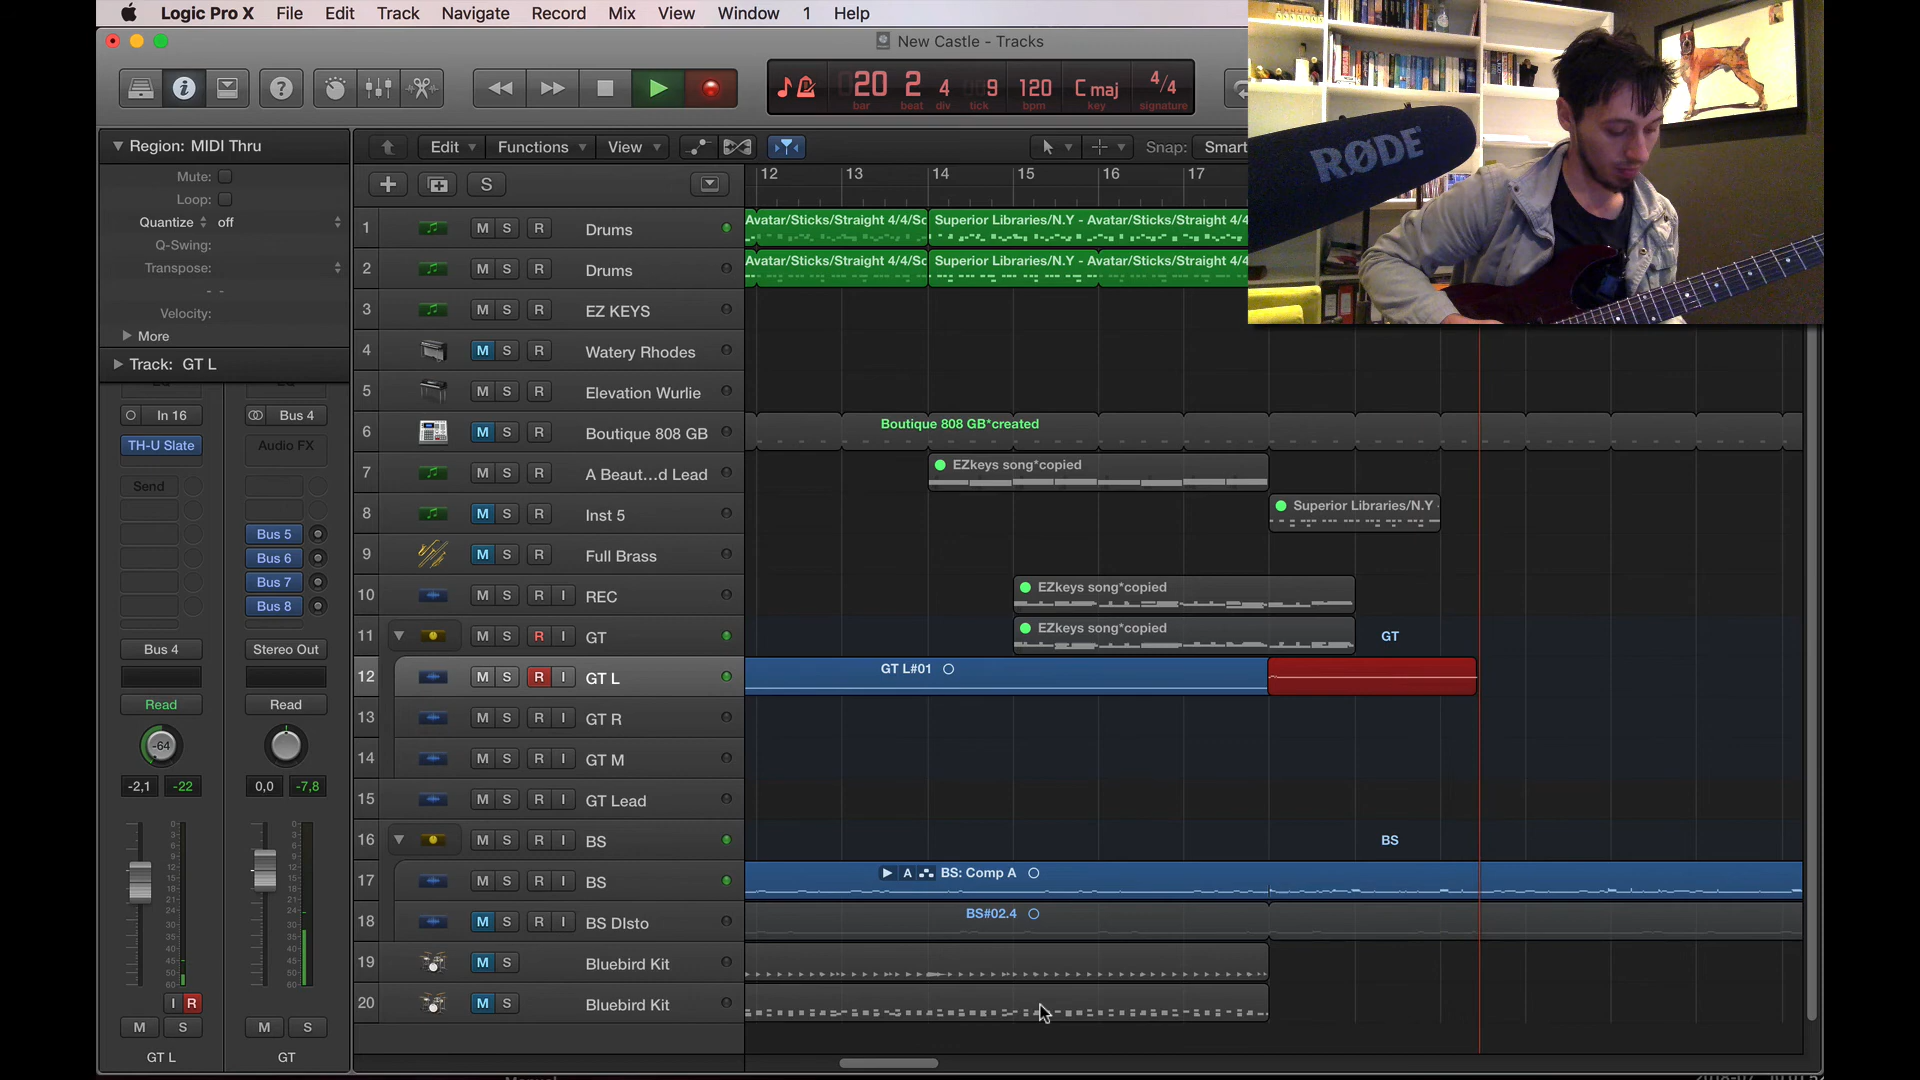 Logic Pro X File Edit Track Navigate Record Mix View Window 1 Help
New Castle - Tracks
20 2 4 9 120 C maj 4/4
bar beat div tick bpm key signature
RØDE
Region: MIDI Thru
Edit Functions View Snap: Smart
Mute:
12 13 14 15 16 17
S
Loop:
Quantize off
1 M S R Drums
Avatar/Sticks/Straight 4/4/Sc Superior Libraries/N.Y - Avatar/Sticks/Straight 4/4
Q-Swing:
Transpose:
2 M S R Drums
Avatar/Sticks/Straight 4/4/Sc Superior Libraries/N.Y - Avatar/Sticks/Straight 4/4
- -
Velocity:
3 M S R EZ KEYS
More
4 M S R Watery Rhodes
Track: GT L
5 M S R Elevation Wurlie
In 16 Bus 4
6 M S R Boutique 808 GB
Boutique 808 GB*created
TH-U Slate Audio FX
7 M S R A Beaut...d Lead
EZkeys song*copied
Send
8 M S R Inst 5
Superior Libraries/N.Y
Bus 5
9 M S R Full Brass
Bus 6
Bus 7
10 M S R I REC
EZkeys song*copied
Bus 8
11 M S R I GT
EZkeys song*copied
GT
Bus 4 Stereo Out
12 M S R I GT L
GT L#01
Read Read
13 M S R I GT R
-64
14 M S R I GT M
-2,1 -22 0,0 -7,8
15 M S R I GT Lead
16 M S R I BS
BS
17 M S R I BS
A BS: Comp A
18 M S R I BS DIsto
BS#02.4
19 M S Bluebird Kit
20 M S Bluebird Kit
I R
M S M S
GT L GT